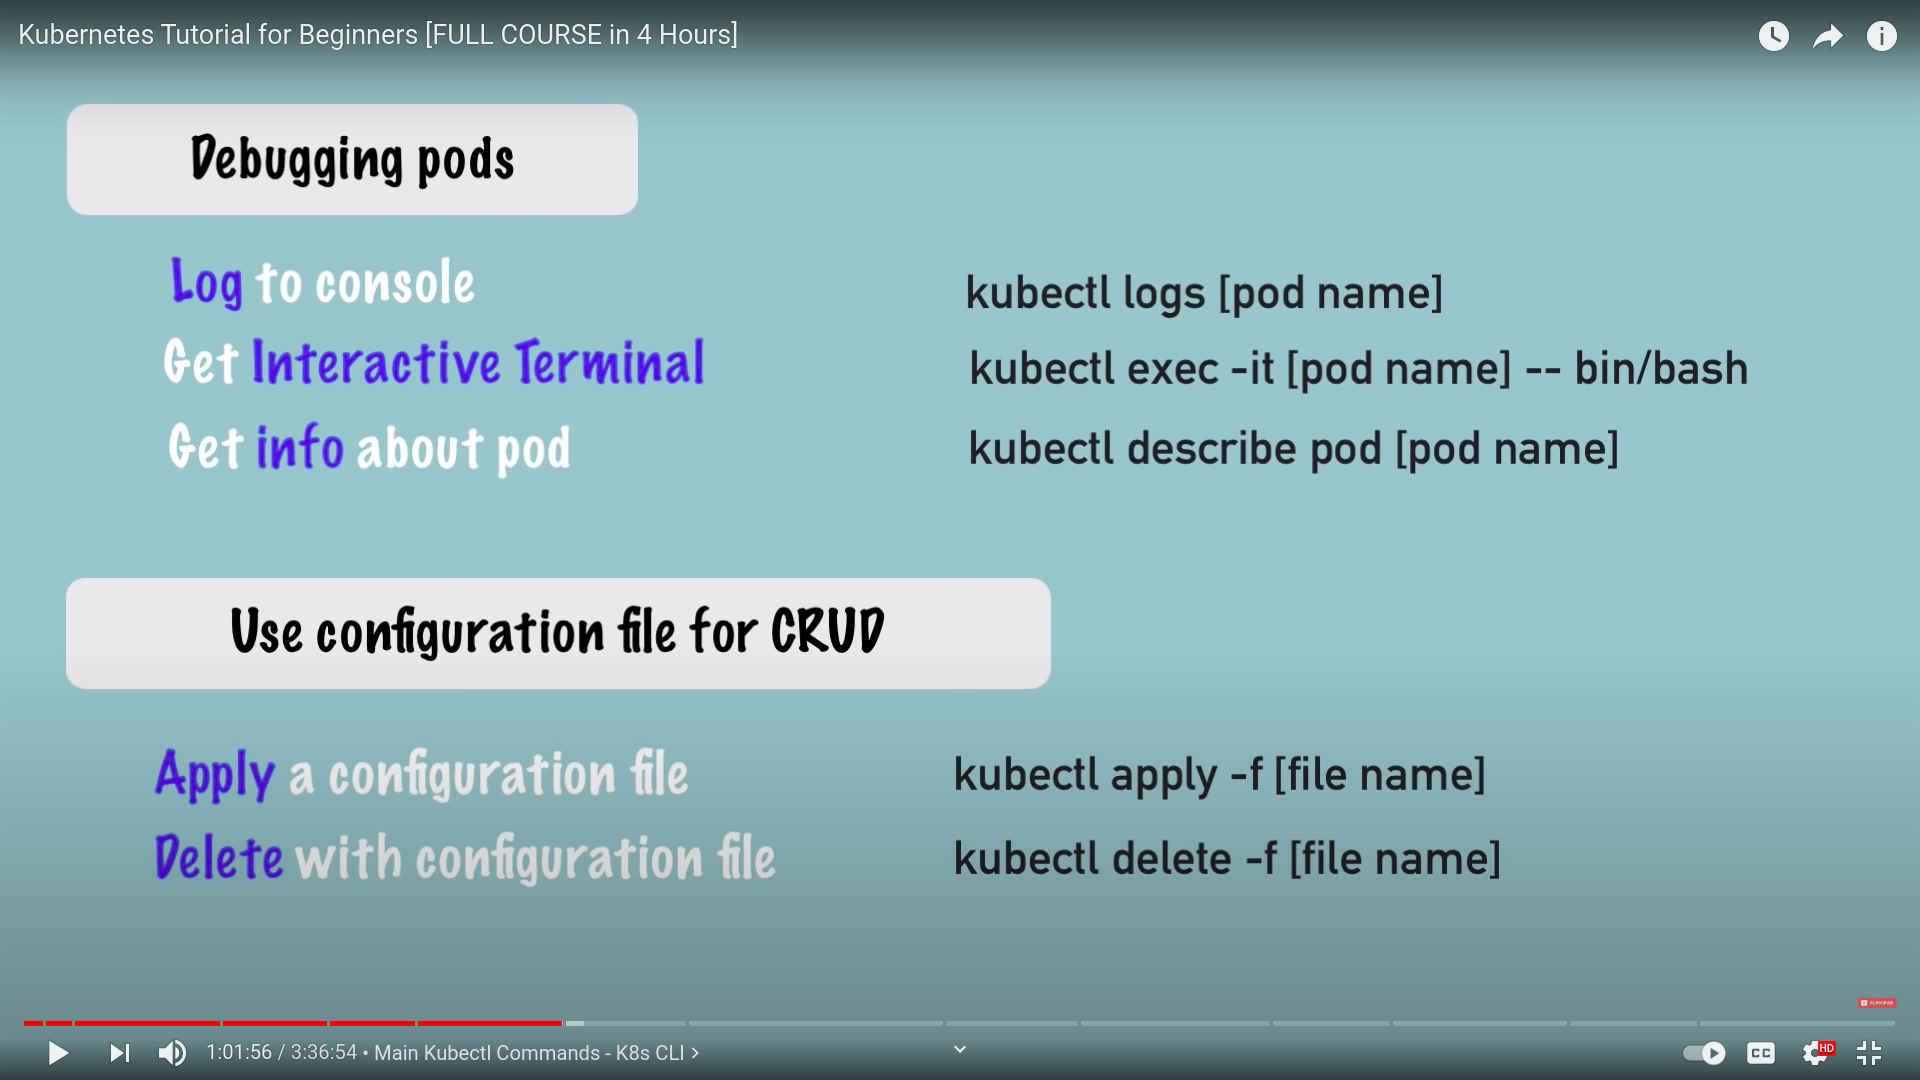 Kubernetes Tutorial for Beginners [FULL COURSE in 4 Hours]
Debugging pods
Log to console
kubectl logs [pod name]
Get Interactive Terminal
kubectl exec -it [pod name] -- bin/bash
Get info about pod
kubectl describe pod [pod name]
Use configuration file for CRUD
Apply a configuration file
kubectl apply -f [file name]
Delete with configuration file
kubectl delete -f [file name]
SUBSCRIBE
1:01:56 / 3:36:54 • Main Kubectl Commands - K8s CLI
CC
HD